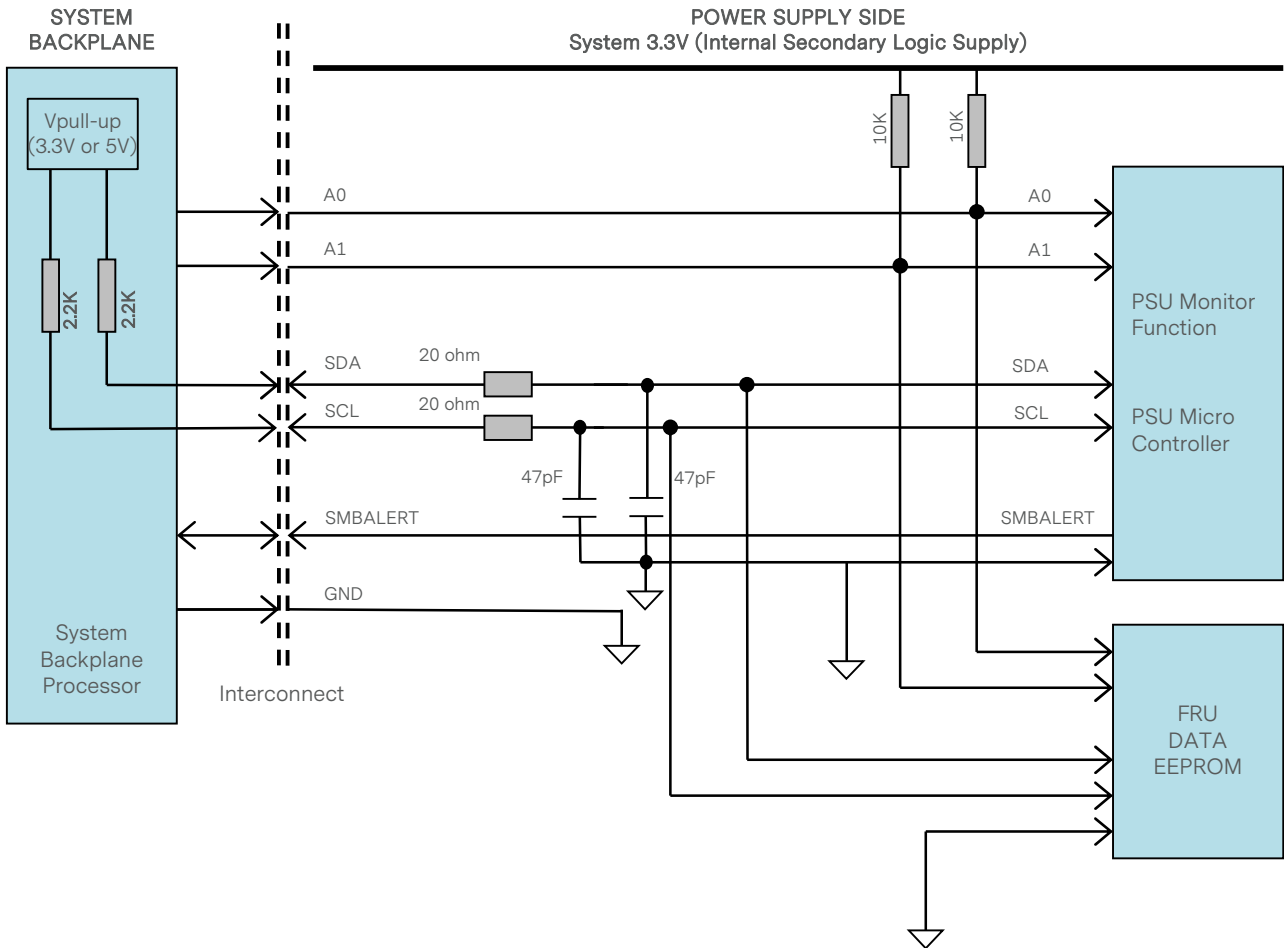 SYSTEM
BACKPLANE
POWER SUPPLY SIDE
System 3.3V (Internal Secondary Logic Supply)
Vpull-up
(3.3V or 5V)
10K
10K
A0
A0
A1
A1
2.2K
2.2K
PSU Monitor
Function
SDA
20 ohm
SDA
SCL
20 ohm
SCL
PSU Micro
Controller
47pF
47pF
SMBALERT
SMBALERT
GND
System
Backplane
Processor
Interconnect
FRU
DATA
EEPROM